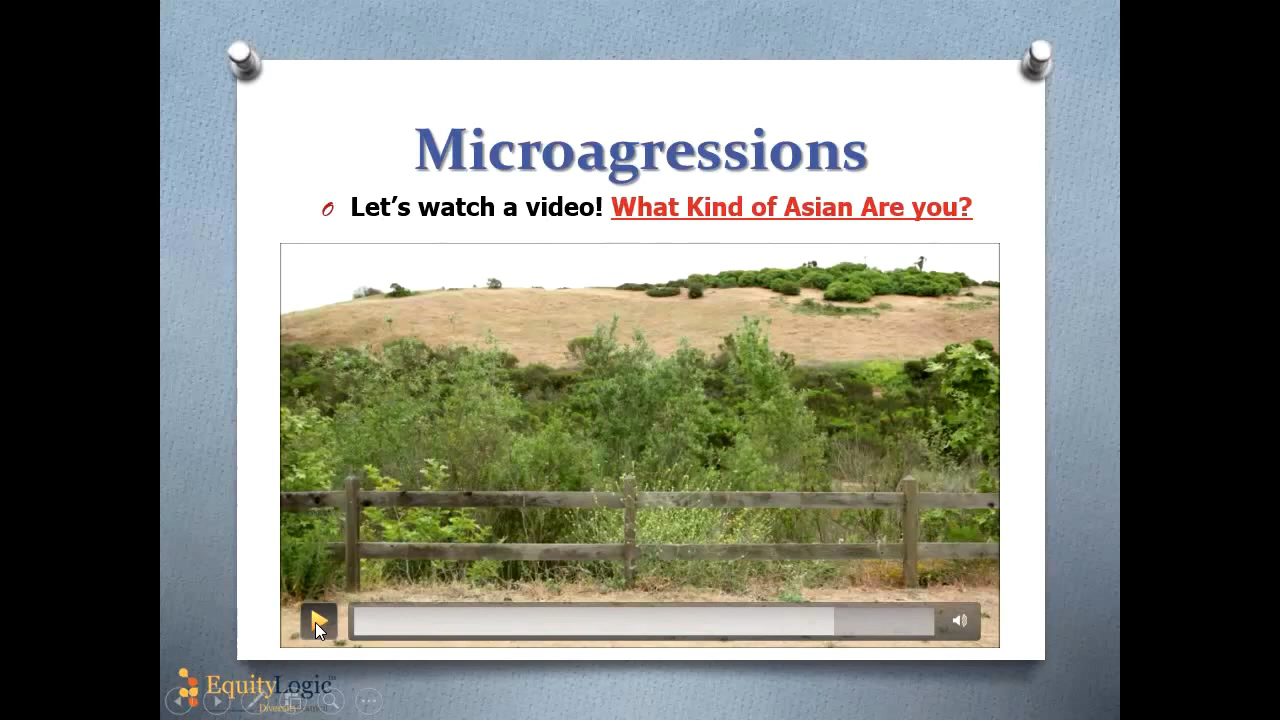 Microagressions
Let's watch a video! What Kind of Asian Are you?
EquityLogic